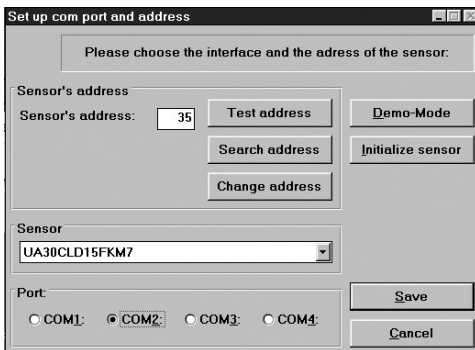 Set up com port and address
Please choose the interface and the adress of the sensor:
Sensor's address
Sensor's address: 35 Test address Demo-Mode
Search address Initialize sensor
Change address
Sensor
UA30CLD15FKM7
Port:
COM1: COM2: COM3: COM4:
Save
Cancel